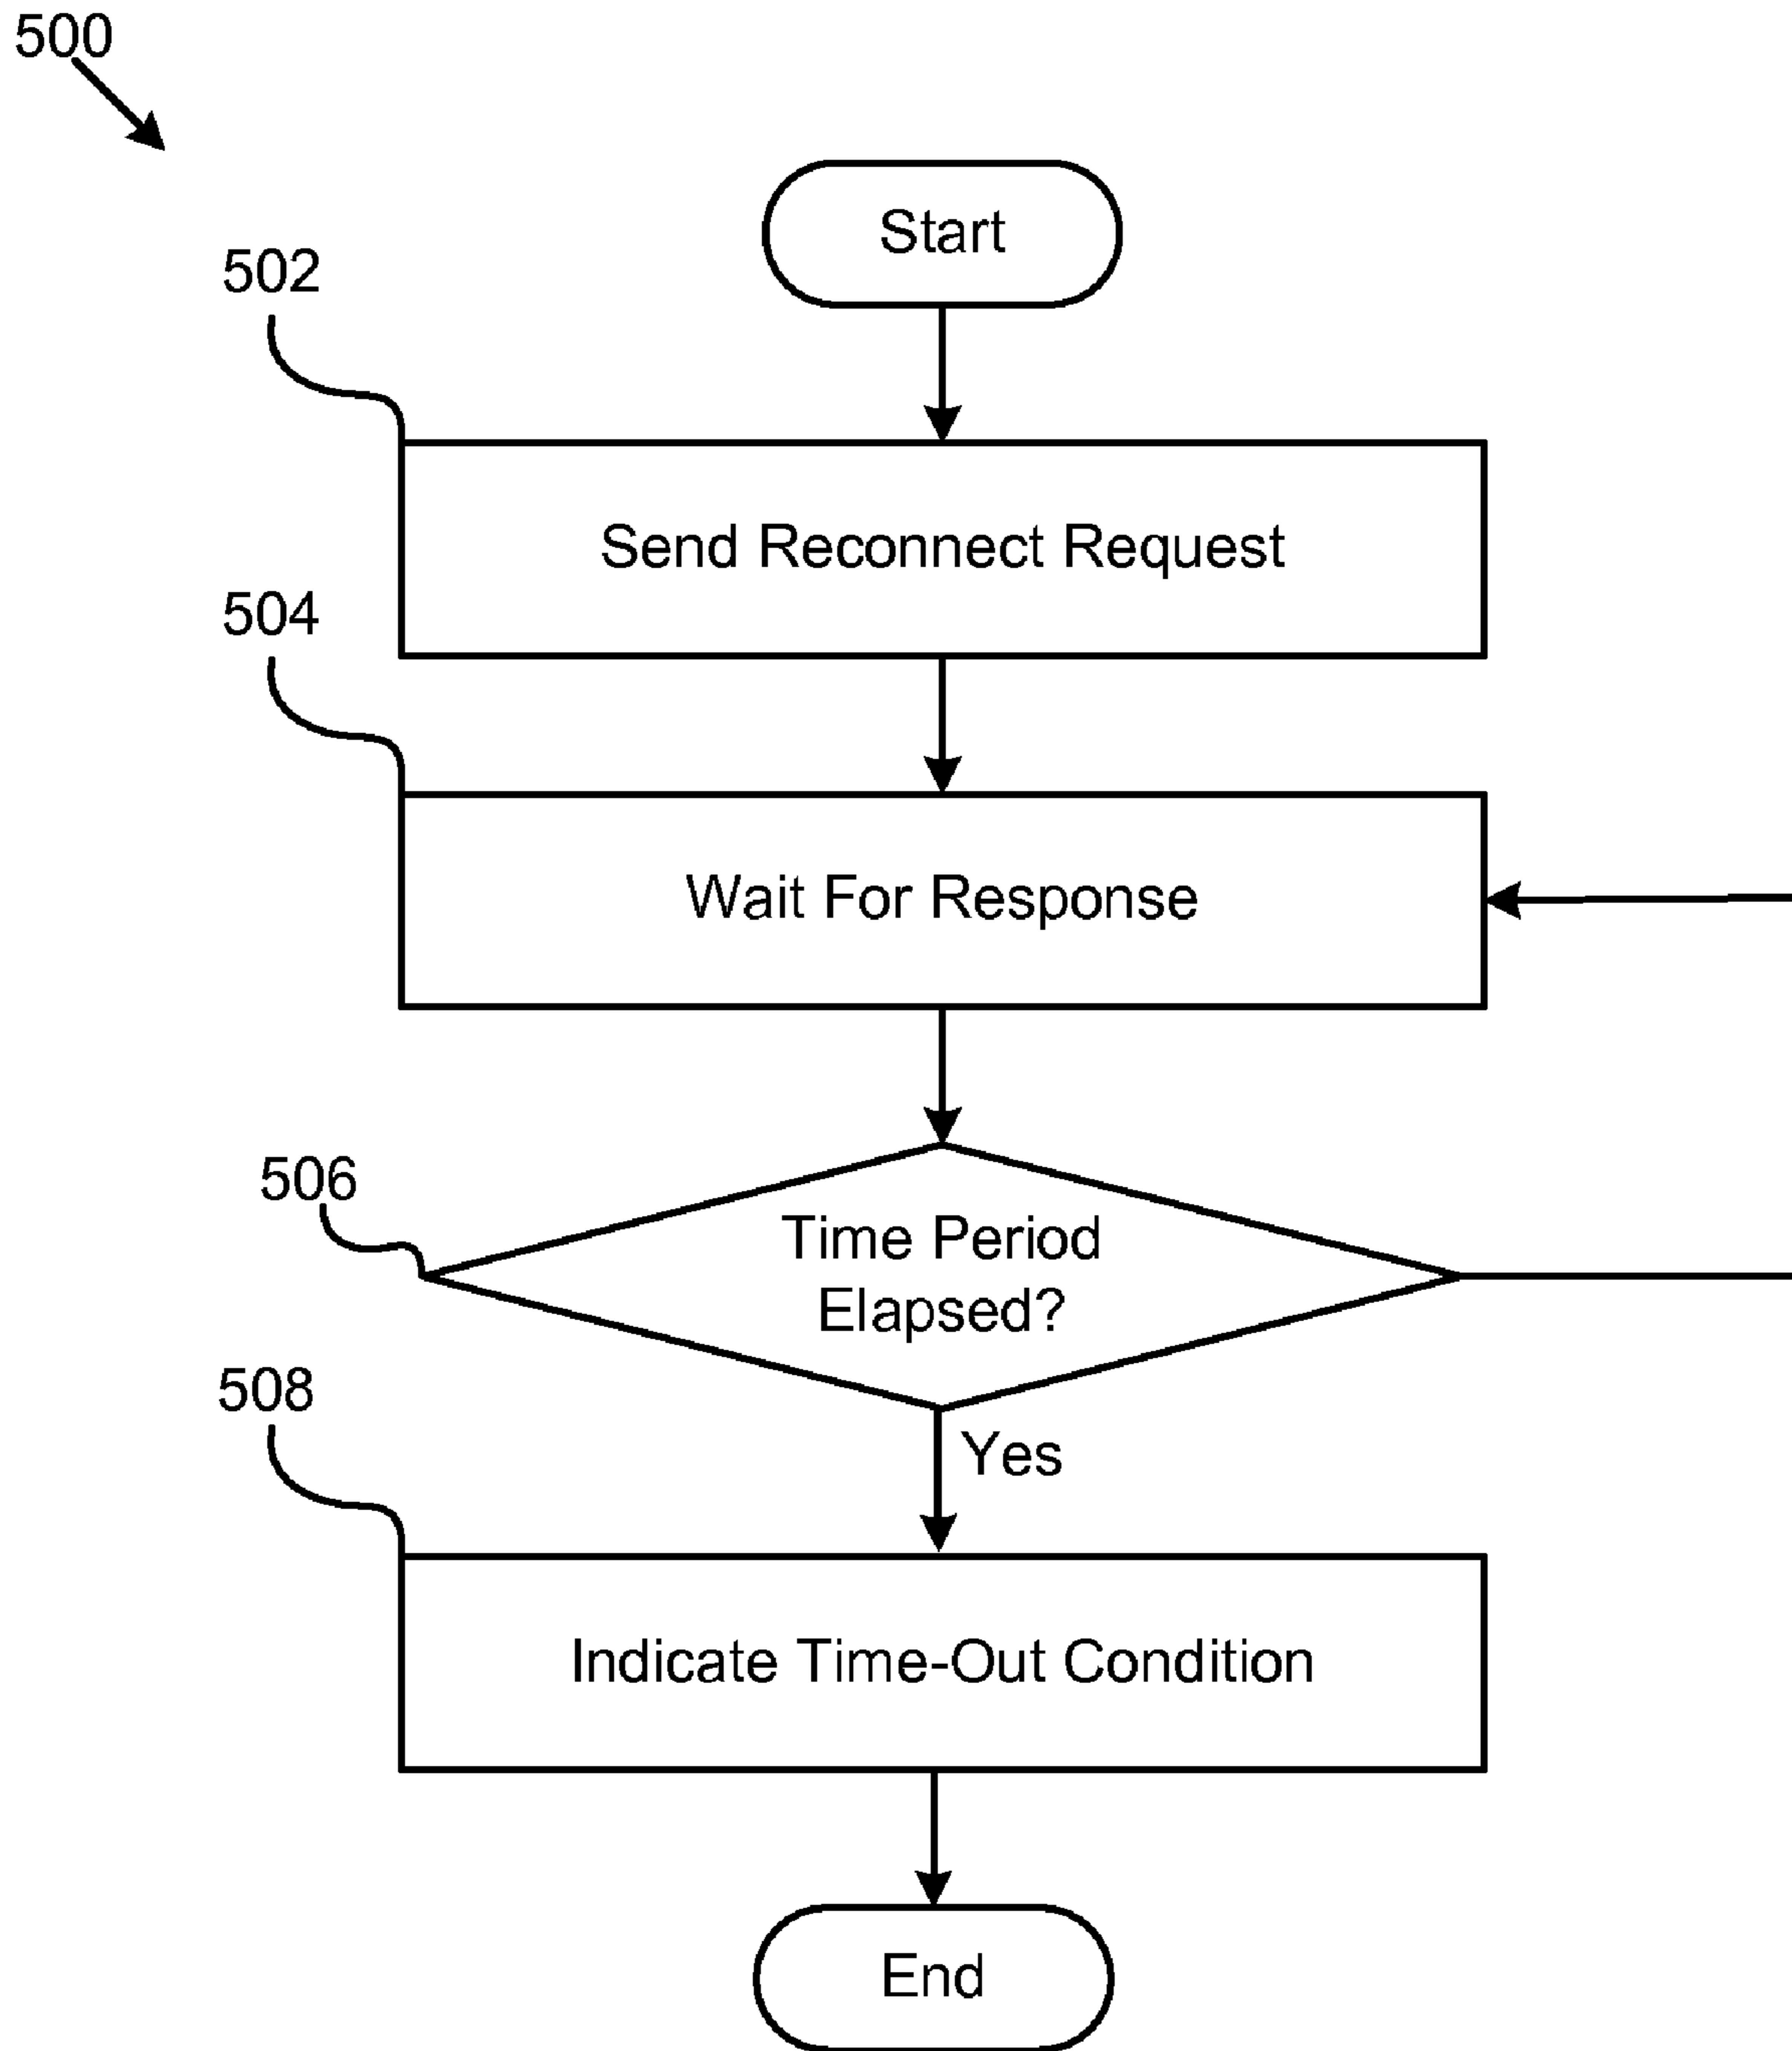 500
Start
502
Send Reconnect Request
504
Wait For Response
506
Time Period
Elapsed?
Yes
508
Indicate Time-Out Condition
End